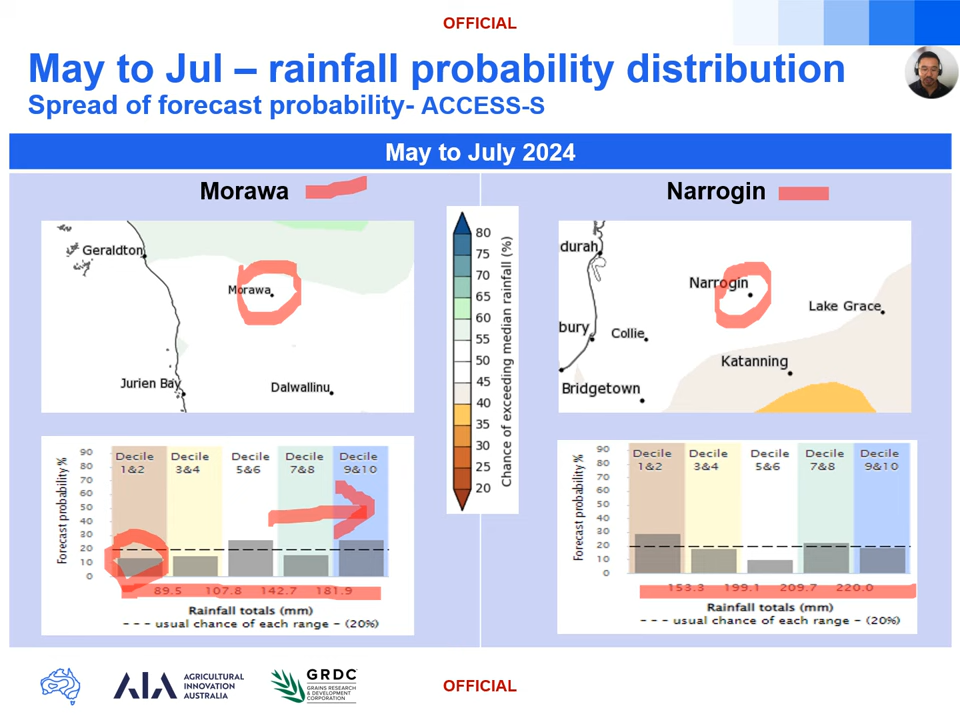 OFFICIAL
May to Jul – rainfall probability distribution
Spread of forecast probability- ACCESS-S
May to July 2024
Morawa
Narrogin
Geraldton
Morawa
Jurien Bay
Dalwallinu
80
75
70
65
60
55
50
45
40
35
30
25
20
Chance of exceeding median rainfall (%)
durah
Narrogin
Lake Grace
bury
Collie
Katanning
Bridgetown
Forecast probability %
90
80
70
60
50
40
30
20
10
0
Decile 1&2
Decile 3&4
Decile 5&6
Decile 7&8
Decile 9&10
89.5 107.8 142.7 181.9
Rainfall totals (mm)
- - - usual chance of each range - (20%)
Forecast probability %
90
80
70
60
50
40
30
20
10
0
Decile 1&2
Decile 3&4
Decile 5&6
Decile 7&8
Decile 9&10
153.3 199.1 209.7 220.0
Rainfall totals (mm)
- - - usual chance of each range - (20%)
AIA
AGRICULTURAL
INNOVATION
AUSTRALIA
GRDC
GRAINS RESEARCH
& DEVELOPMENT
CORPORATION
OFFICIAL